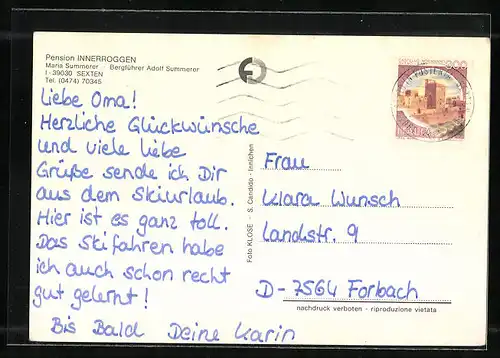 Pension INNERROGGEN
Maria Summerer - Bergführer Adolf Summerer
I - 39030 SEXTEN
Tel. (0474) 70345
Liebe Oma!
Herzliche Glückwünsche
und viele liebe
Grüße sende ich Dir
aus dem Skiurlaub.
Hier ist es ganz toll.
Das Skifahren habe
ich auch schon recht
gut gelernt!
Bis Bald Deine Karin
Foto KLOSE - S. Candido - Innichen
Frau
Klara Wunsch
Landstr. 9
D-7564 Forbach
nachdruck verboten - riproduzione vietata